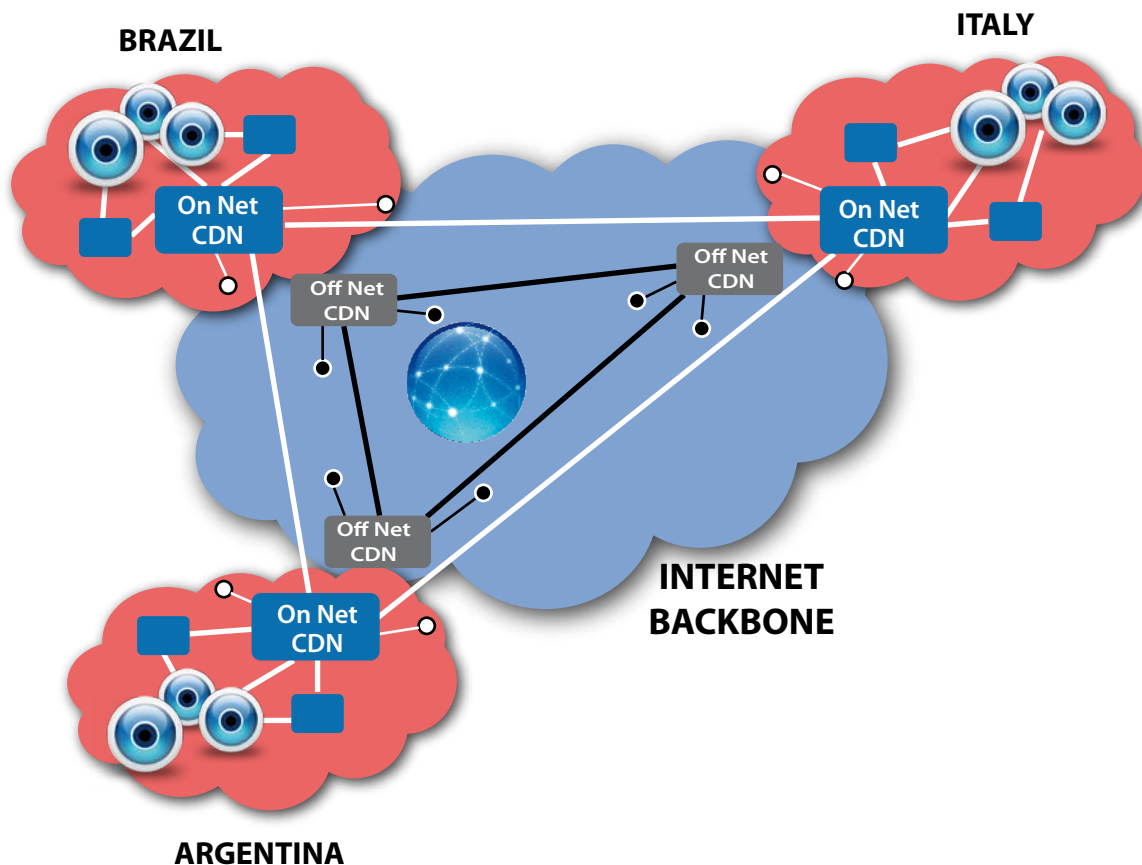 BRAZIL
ITALY
On Net
CDN
On Net
CDN
Off Net
CDN
Off Net
CDN
Off Net
CDN
INTERNET
BACKBONE
On Net
CDN
ARGENTINA